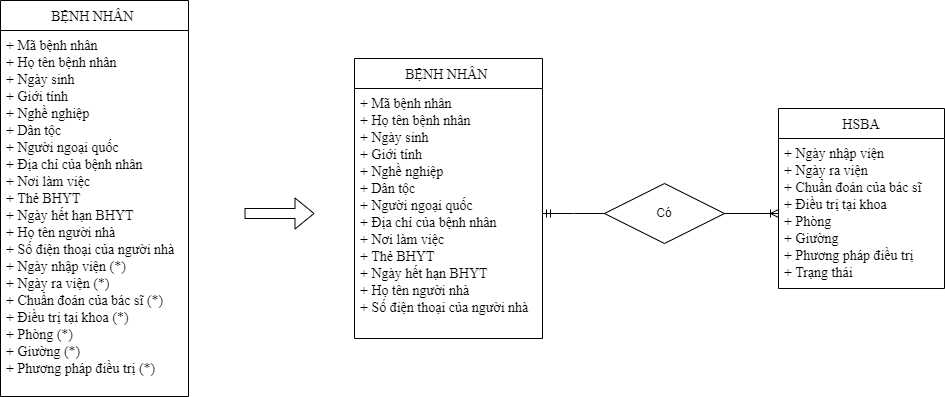 BỆNH NHÂN
+ Mã bệnh nhân
+ Họ tên bệnh nhân
+ Ngày sinh
+ Giới tính
+ Nghề nghiệp
+ Dân tộc
+ Người ngoại quốc
+ Địa chỉ của bệnh nhân
+ Nơi làm việc
+ Thẻ BHYT
+ Ngày hết hạn BHYT
+ Họ tên người nhà
+ Số điện thoại của người nhà
+ Ngày nhập viện (*)
+ Ngày ra viện (*)
+ Chuẩn đoán của bác sĩ (*)
+ Điều trị tại khoa (*)
+ Phòng (*)
+ Giường (*)
+ Phương pháp điều trị (*)
BỆNH NHÂN
+ Mã bệnh nhân
+ Họ tên bệnh nhân
+ Ngày sinh
+ Giới tính
+ Nghề nghiệp
+ Dân tộc
+ Người ngoại quốc
+ Địa chỉ của bệnh nhân
+ Nơi làm việc
+ Thẻ BHYT
+ Ngày hết hạn BHYT
+ Họ tên người nhà
+ Số điện thoại của người nhà
Có
HSBA
+ Ngày nhập viện
+ Ngày ra viện
+ Chuẩn đoán của bác sĩ
+ Điều trị tại khoa
+ Phòng
+ Giường
+ Phương pháp điều trị
+ Trạng thái